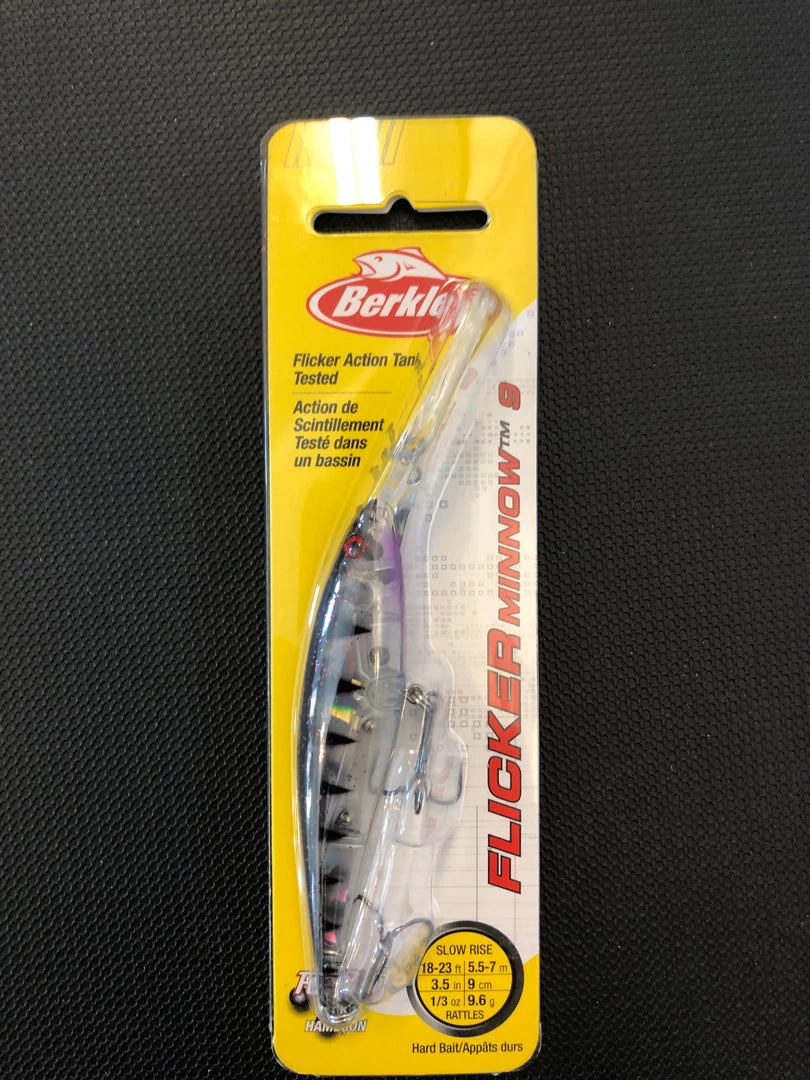 Flicker Action Tank
Tested
Action de
Scintillement
Testé dans
un bassin
FLICKER MINNOW™ 9
SLOW RISE
18-23 ft 5.5-7 m
3.5 in 9 cm
1/3 oz 9.6 g
RATTLES
HAMEÇON
Hard Bait/Appâts durs